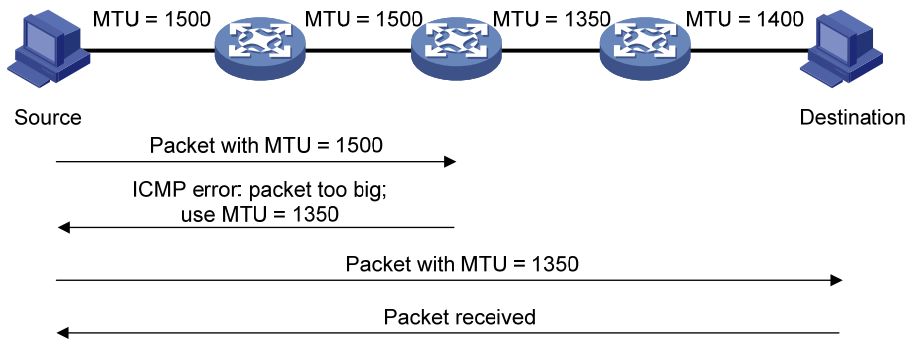 MTU = 1500
MTU = 1500
MTU = 1350
MTU = 1400
Source
Destination
Packet with MTU = 1500
ICMP error: packet too big;
use MTU = 1350
Packet with MTU = 1350
Packet received